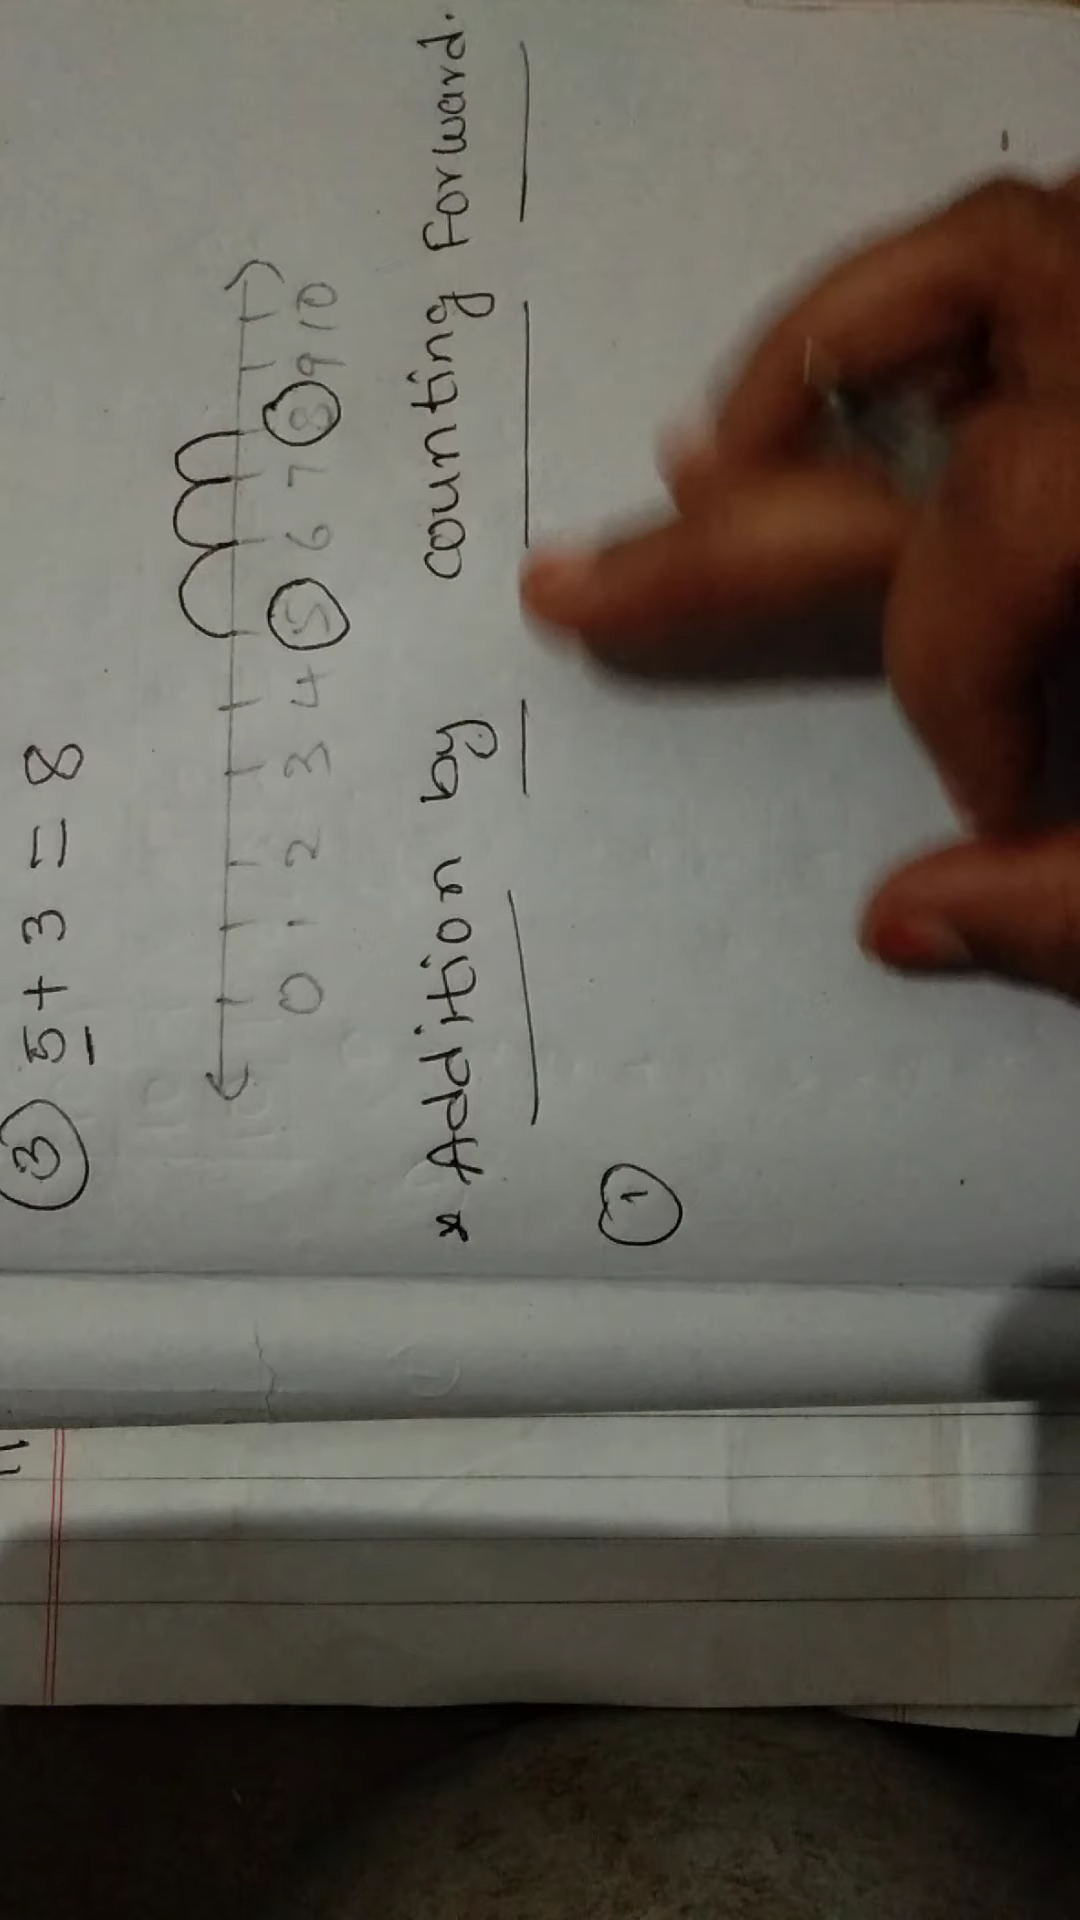 ③ 5 + 3 = 8
0 1 2 3 4 5 6 7 8 9 10
* Addition by counting Forward.
①